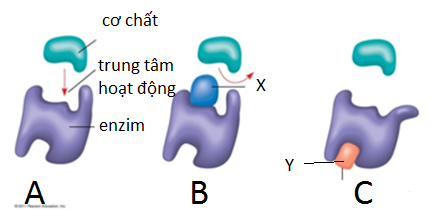 cơ chất
trung tâm
hoạt động
enzim
X
Y
A
B
C